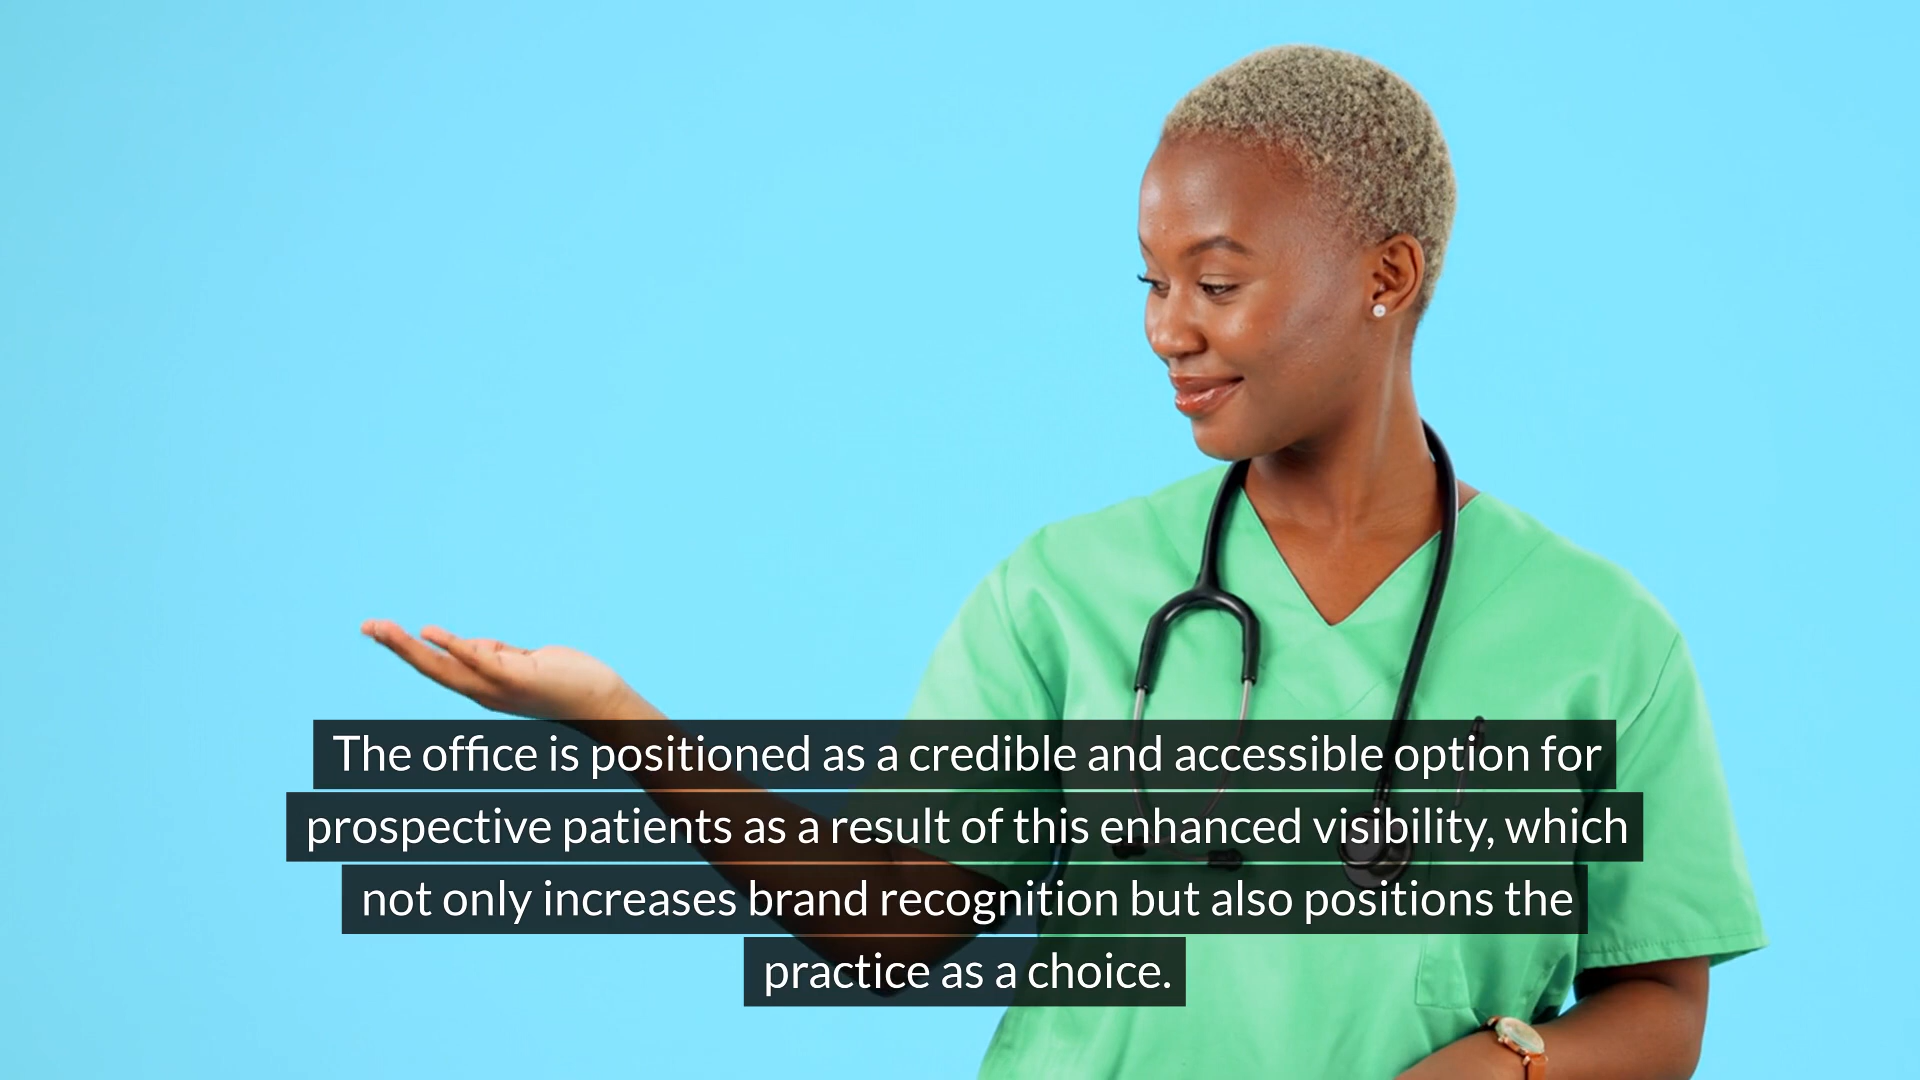 The office is positioned as a credible and accessible option for
prospective patients as a result of this enhanced visibility, which
not only increases brand recognition but also positions the
practice as a choice.